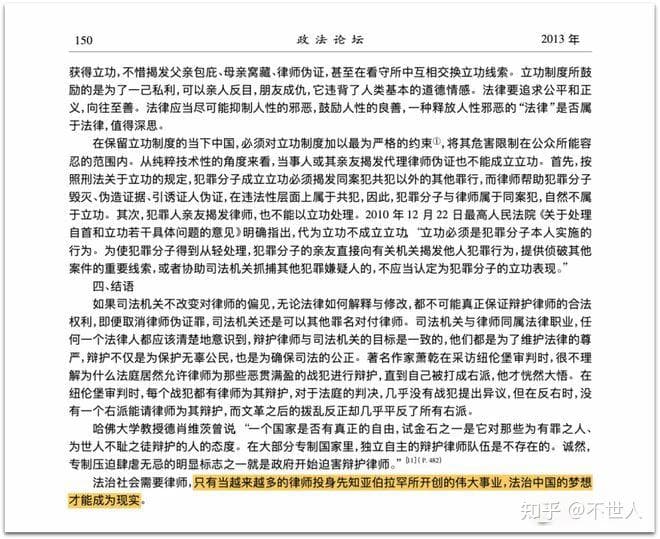 150
政 法 论 坛
2013 年
获得立功,不惜揭发父亲包庇、母亲窝藏、律师伪证,甚至在看守所中互相交换立功线索。立功制度所鼓
励的是为了一己私利,可以亲人反目,朋友成仇,它违背了人类基本的道德情感。法律要追求公平和正
义,向往至善。法律应当尽可能抑制人性的邪恶,鼓励人性的良善,一种释放人性邪恶的“法律”是否属
于法律,值得深思。
在保留立功制度的当下中国,必须对立功制度加以最为严格的约束①,将其危害限制在公众所能容
忍的范围内。从纯粹技术性的角度来看,当事人或其亲友揭发代理律师伪证也不能成立立功。首先,按
照刑法关于立功的规定,犯罪分子成立立功必须揭发同案犯共犯以外的其他罪行,而律师帮助犯罪分子
毁灭、伪造证据、引诱证人伪证,在违法性层面上属于共犯,因此,犯罪分子与律师属于同案犯,自然不属
于立功。其次,犯罪人亲友揭发律师,也不能以立功处理。2010 年 12 月 22 日最高人民法院《关于处理
自首和立功若干具体问题的意见》明确指出,代为立功不成立立功,“立功必须是犯罪分子本人实施的
行为。为使犯罪分子得到从轻处理,犯罪分子的亲友直接向有关机关揭发他人犯罪行为,提供侦破其他
案件的重要线索,或者协助司法机关抓捕其他犯罪嫌疑人的,不应当认定为犯罪分子的立功表现。”
四、结语
如果司法机关不改变对律师的偏见,无论法律如何解释与修改,都不可能真正保证辩护律师的合法
权利,即便取消律师伪证罪,司法机关还是可以其他罪名对付律师。司法机关与律师同属法律职业,任
何一个法律人都应该清楚地意识到,辩护律师与司法机关的目标是一致的,他们都是为了维护法律的尊
严,辩护不仅是为保护无辜公民,也是为确保司法的公正。著名作家萧乾在采访纽伦堡审判时,很不理
解为什么法庭居然允许律师为那些恶贯满盈的战犯进行辩护,直到自己被打成右派,他才恍然大悟。在
纽伦堡审判时,每个战犯都有律师为其辩护,对于法庭的判决,几乎没有战犯提出异议,但在反右时,没
有一个右派能请律师为其辩护,而文革之后的拨乱反正却几乎平反了所有右派。
哈佛大学教授德肖维茨曾说:“一个国家是否有真正的自由,试金石之一是它对那些为有罪之人、
为世人不耻之徒辩护的人的态度。在大部分专制国家里,独立自主的辩护律师队伍是不存在的。诚然,
专制压迫肆虐无忌的明显标志之一就是政府开始迫害辩护律师。”[11](P.482)
法治社会需要律师,只有当越来越多的律师投身先知亚伯拉罕所开创的伟大事业,法治中国的梦想
才能成为现实。
知乎 @不世人